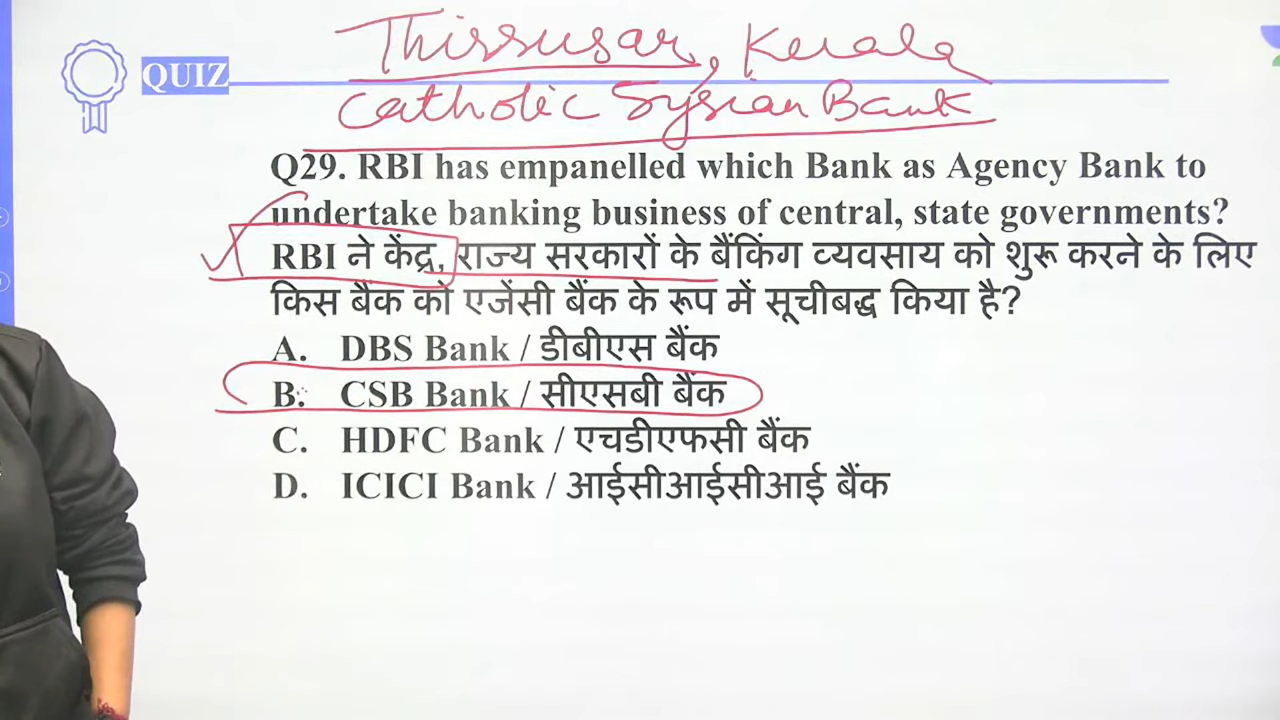 Thissusar, Kerala
QUIZ
Catholic Sysian Bank
Q29. RBI has empanelled which Bank as Agency Bank to
undertake banking business of central, state governments?
RBI ने केंद्र, राज्य सरकारों के बैंकिंग व्यवसाय को शुरू करने के लिए
किस बैंक को एजेंसी बैंक के रूप में सूचीबद्ध किया है?
A. DBS Bank / डीबीएस बैंक
B. CSB Bank / सीएसबी बैंक
C. HDFC Bank / एचडीएफसी बैंक
D. ICICI Bank / आईसीआईसीआई बैंक